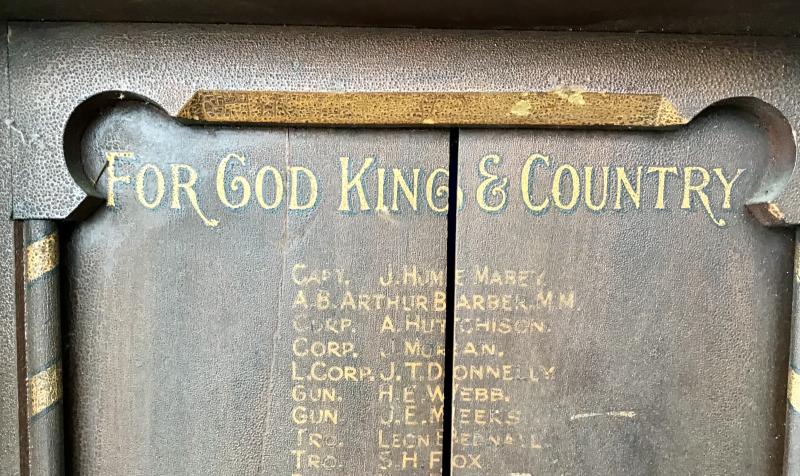 FOR GOD KING & COUNTRY
CAPT. J. HUME MABEY.
A.B. ARTHUR BARBER. M.M.
CORP. A. HUTCHISON.
CORP. J. MORGAN.
L. CORP. J. T. DONNELLY
GUN. H. E. WEBB.
GUN. J. E. MEEKS
TRO. LEON BEDNALL.
TRO. S. H. FOX